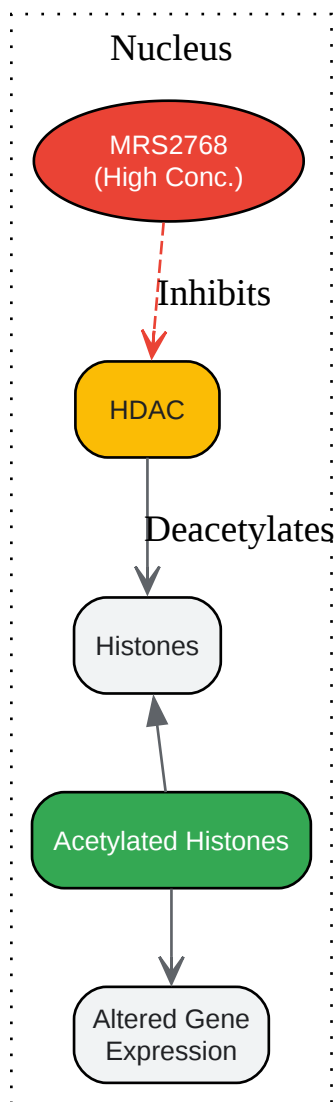 Nucleus
MRS2768
(High Conc.)
Inhibits
HDAC
Deacetylates
Histones
Acetylated Histones
Altered Gene
Expression